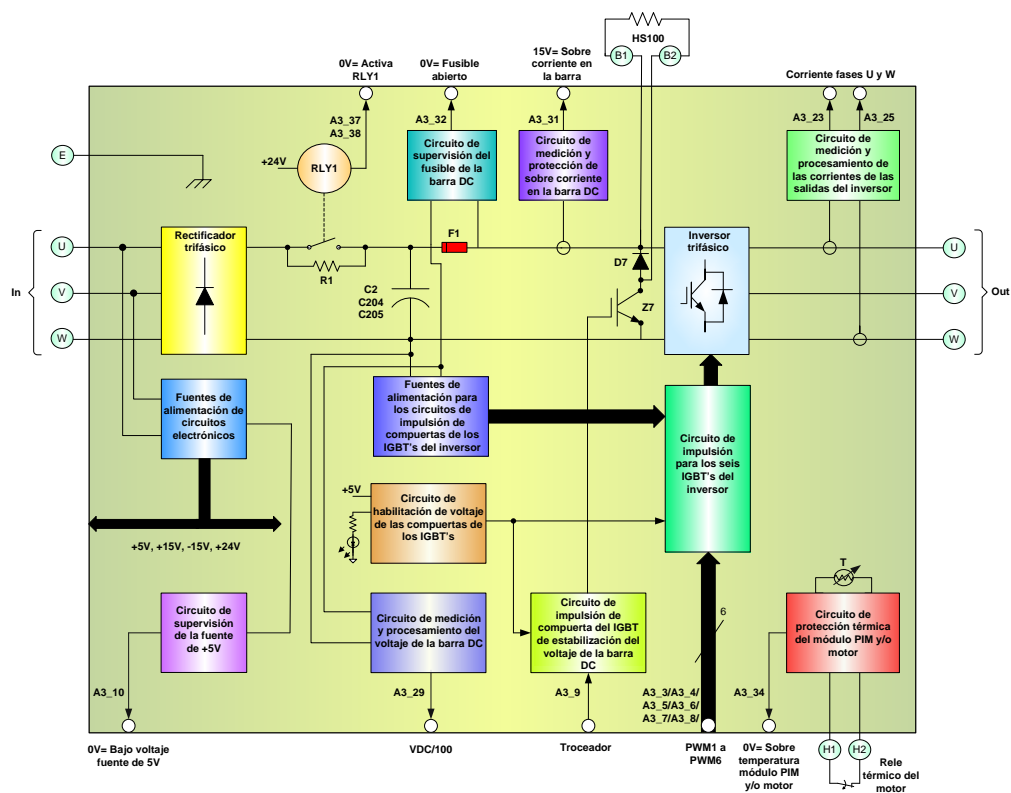 HS100
B1
B2
0V= Activa
RLY1
0V= Fusible
abierto
15V= Sobre
corriente en
la barra
Corriente fases U y W
A3_37
A3_38
A3_32
A3_31
A3_23
A3_25
E
+24V
RLY1
Circuito de
supervisión del
fusible de la
barra DC
Circuito de
medición y
protección de
sobre corriente
en la barra DC
Circuito de
medición y
procesamiento de
las corrientes de las
salidas del inversor
In
U
V
W
Rectificador
trifásico
R1
F1
C2
C204
C205
D7
Z7
Inversor
trifásico
U
V
W
Out
Fuentes de
alimentación de
circuitos
electrónicos
Fuentes de
alimentación para
los circuitos de
impulsión de
compuertas de los
IGBT's del inversor
Circuito de
impulsión
para los seis
IGBT's del
inversor
+5V, +15V, -15V, +24V
+5V
Circuito de
habilitación de voltaje
de las compuertas de
los IGBT's
Circuito de
supervisión
de la fuente
de +5V
Circuito de medición
y procesamiento del
voltaje de la barra DC
Circuito de
impulsión de
compuerta del IGBT
de estabilización del
voltaje de la barra
DC
6
T
Circuito de
protección térmica
del módulo PIM y/o
motor
A3_10
A3_29
A3_9
A3_3/A3_4/
A3_5/A3_6/
A3_7/A3_8/
A3_34
0V= Bajo voltaje
fuente de 5V
VDC/100
Troceador
PWM1 a
PWM6
0V= Sobre
temperatura
módulo PIM
y/o motor
H1
H2
Rele
térmico del
motor